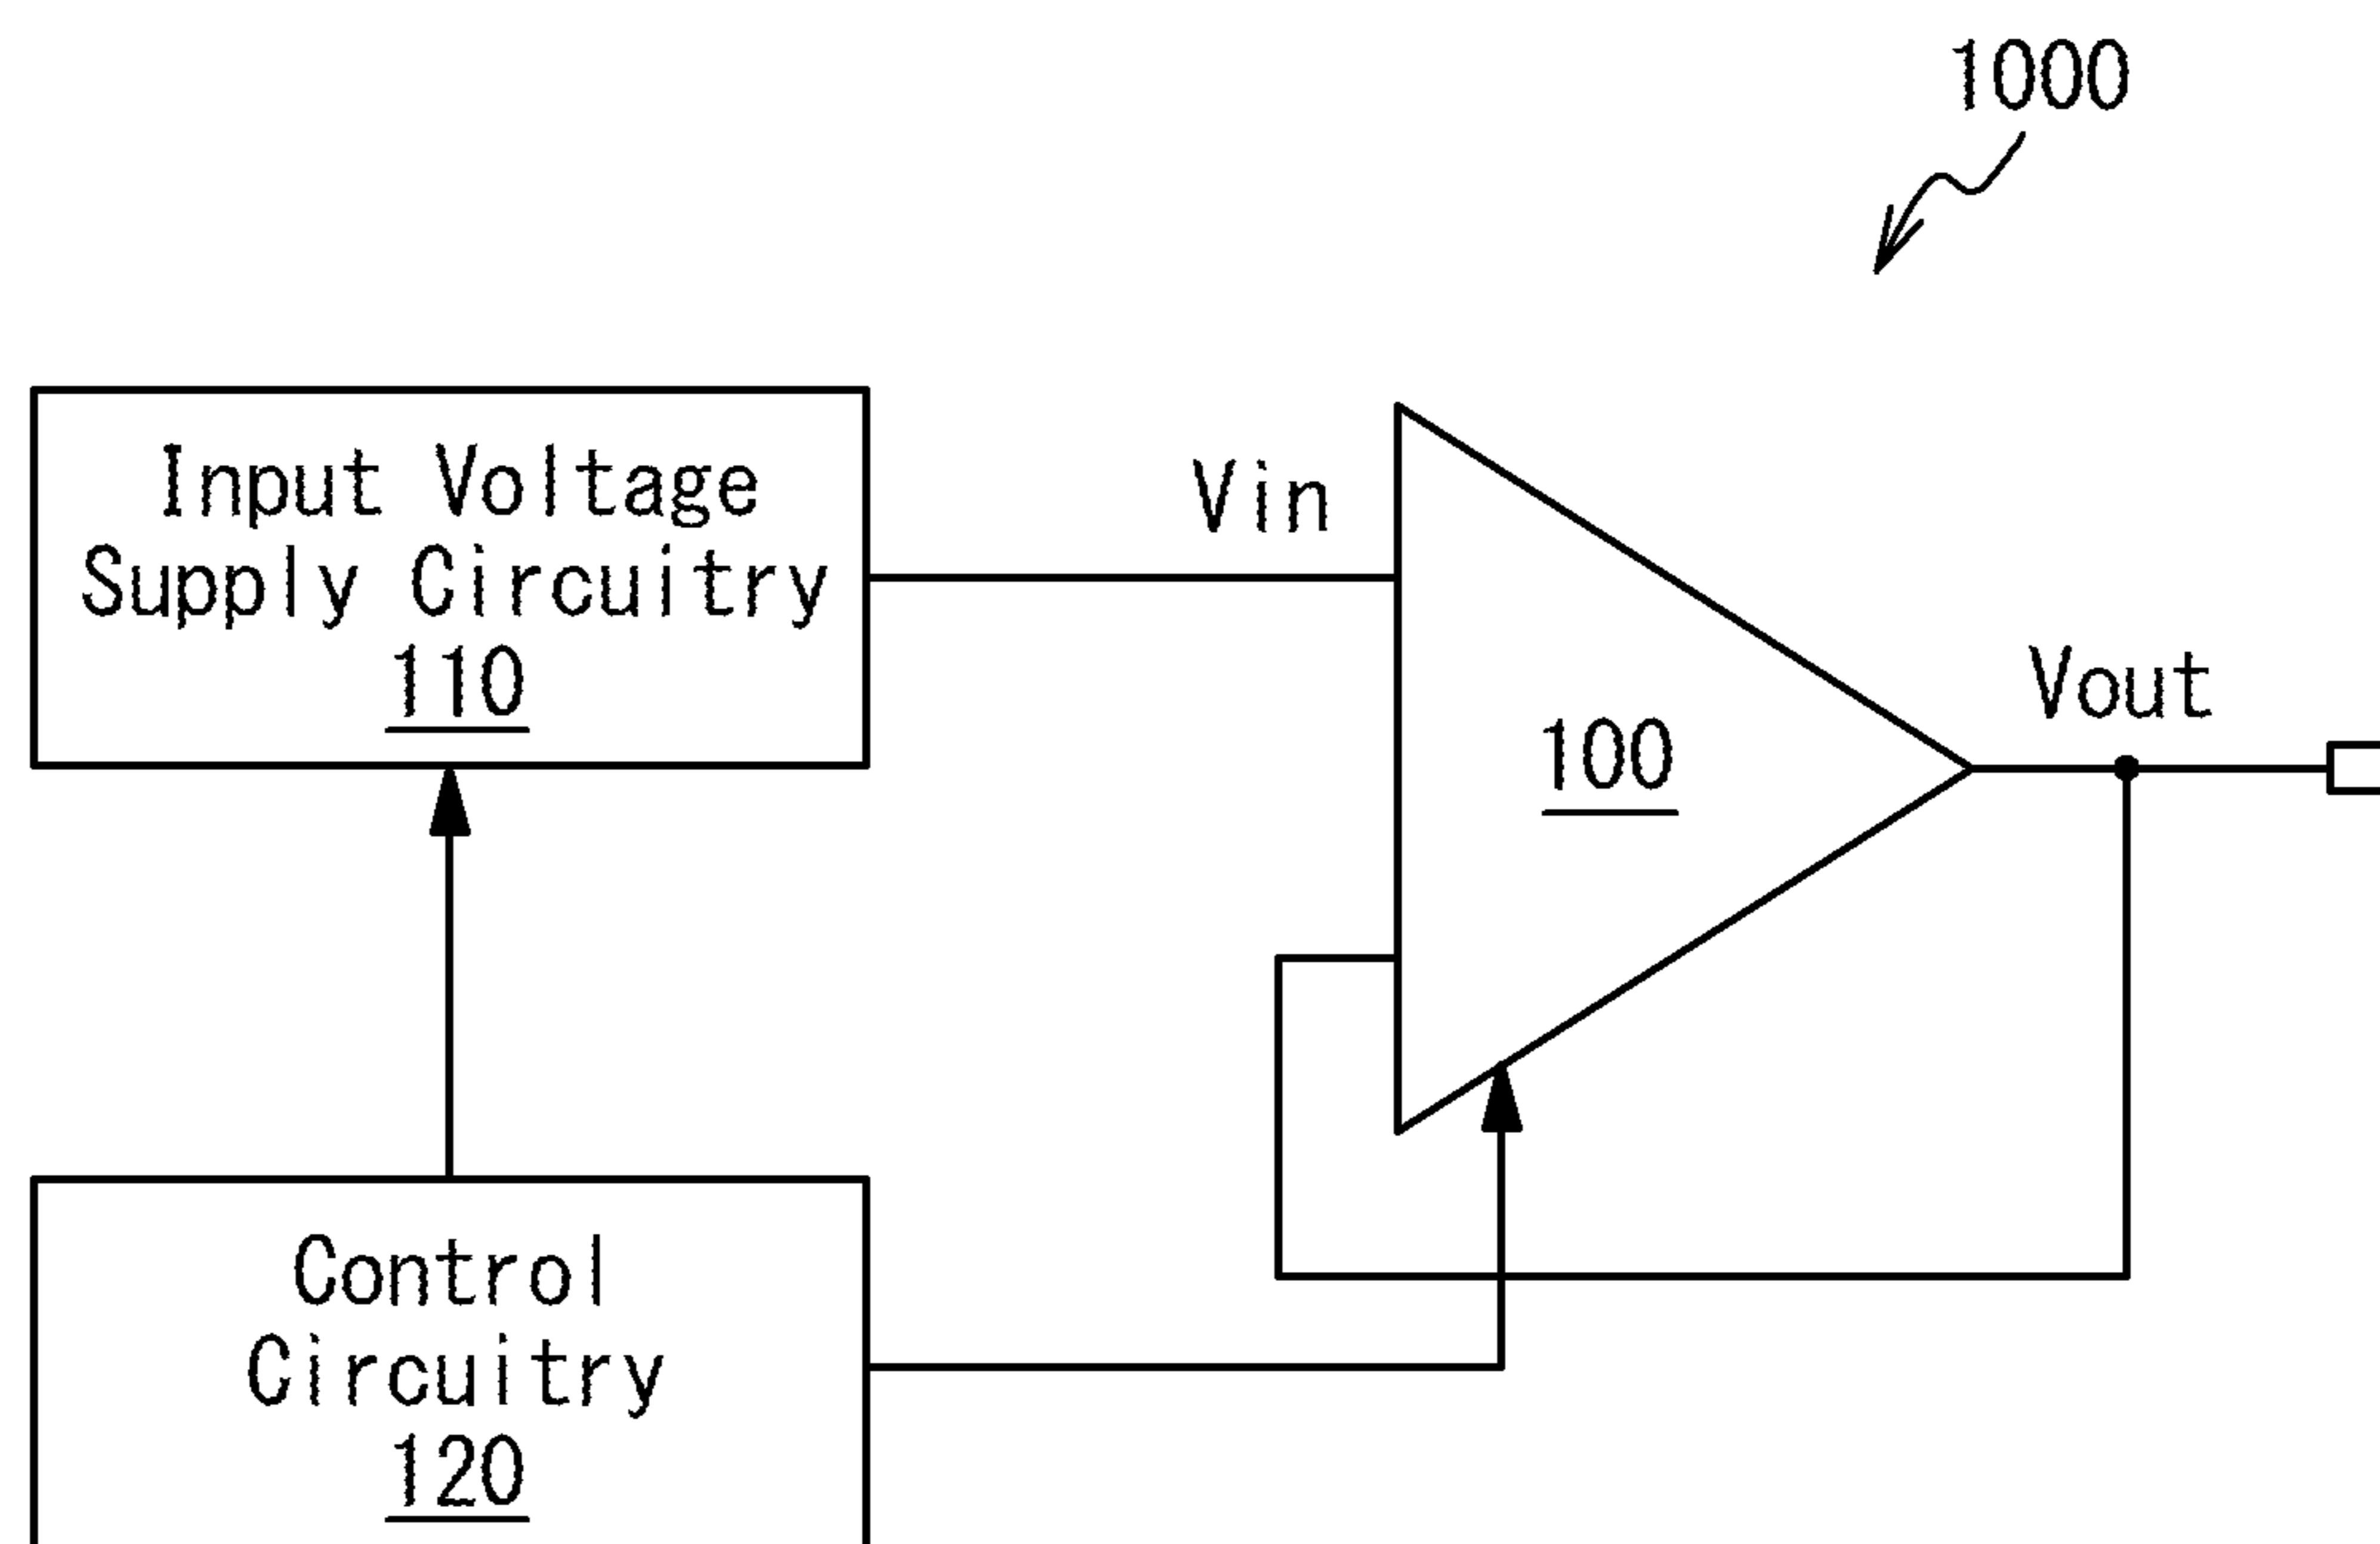 1000
Input Voltage
Supply Circuitry
110
Vin
100
Vout
Control
Circuitry
120